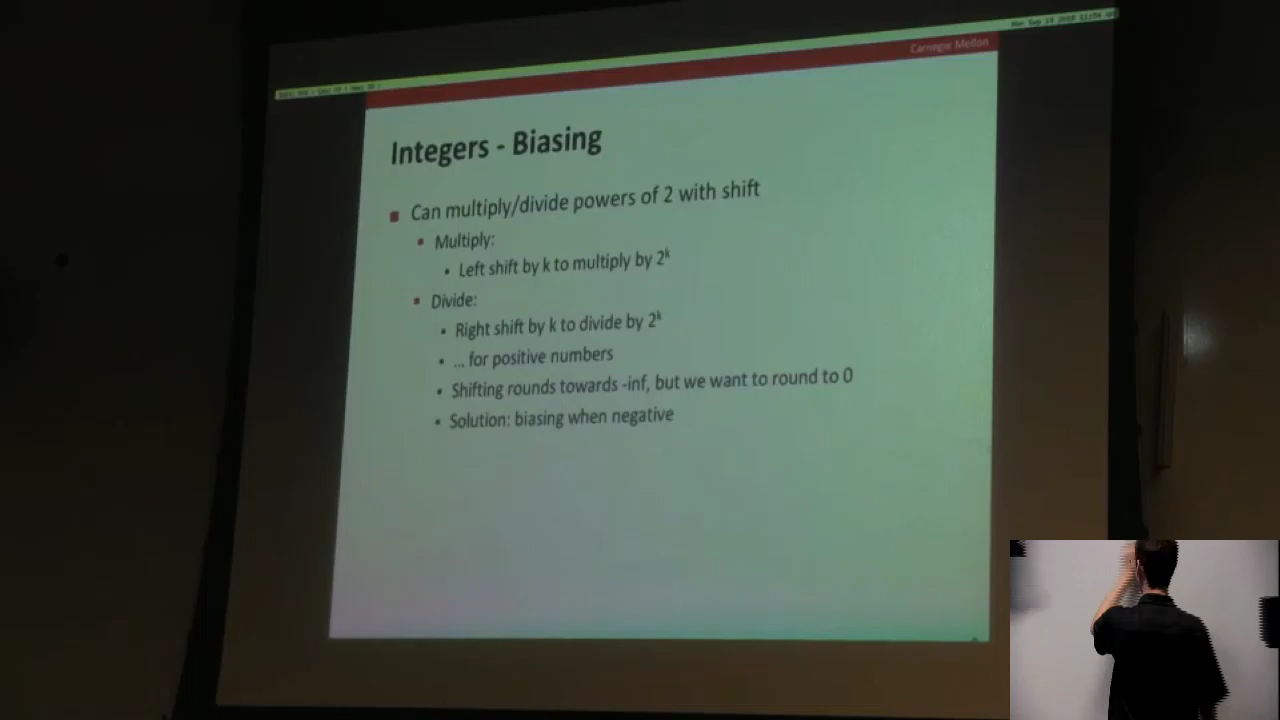 Carnegie Mellon
Integers - Biasing
Can multiply/divide powers of 2 with shift
Multiply:
Left shift by k to multiply by 2ᵏ
Divide:
Right shift by k to divide by 2ᵏ
... for positive numbers
Shifting rounds towards -inf, but we want to round to 0
Solution: biasing when negative